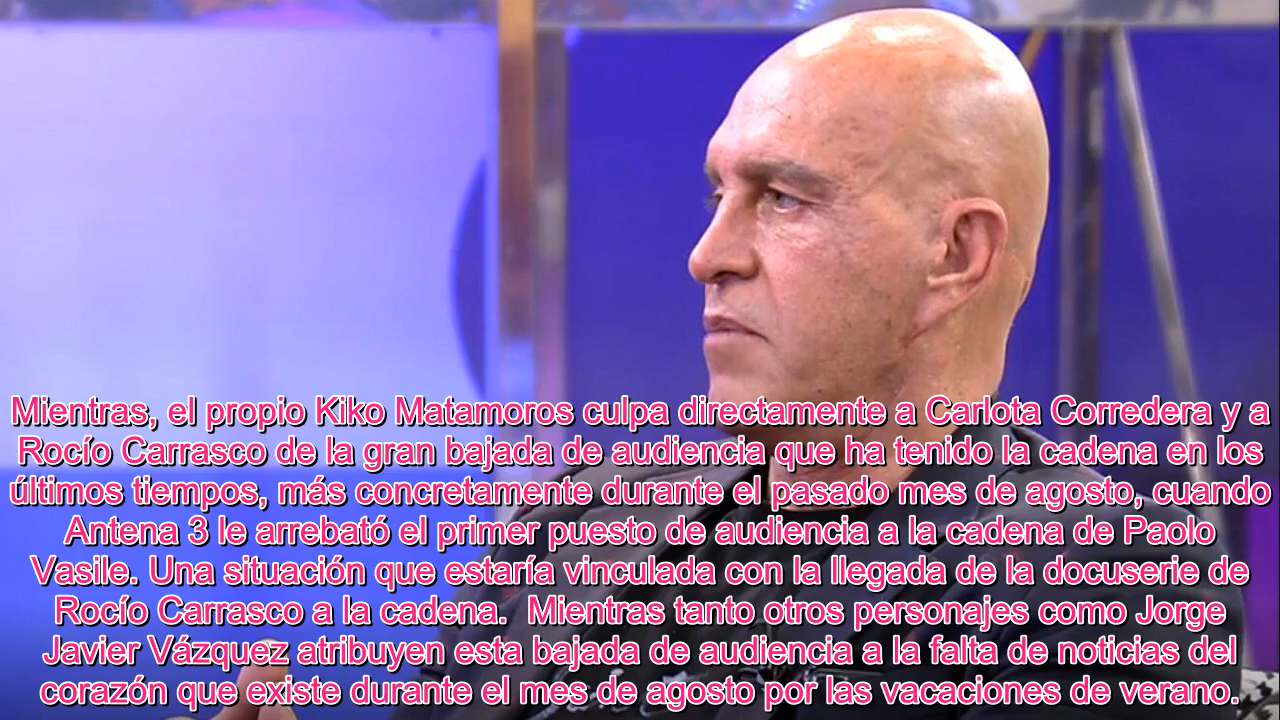 Mientras, el propio Kiko Matamoros culpa directamente a Carlota Corredera y a
Rocío Carrasco de la gran bajada de audiencia que ha tenido la cadena en los
últimos tiempos, más concretamente durante el pasado mes de agosto, cuando
Antena 3 le arrebató el primer puesto de audiencia a la cadena de Paolo
Vasile. Una situación que estaría vinculada con la llegada de la docuserie de
Rocío Carrasco a la cadena.  Mientras tanto otros personajes como Jorge
Javier Vázquez atribuyen esta bajada de audiencia a la falta de noticias del
corazón que existe durante el mes de agosto por las vacaciones de verano.